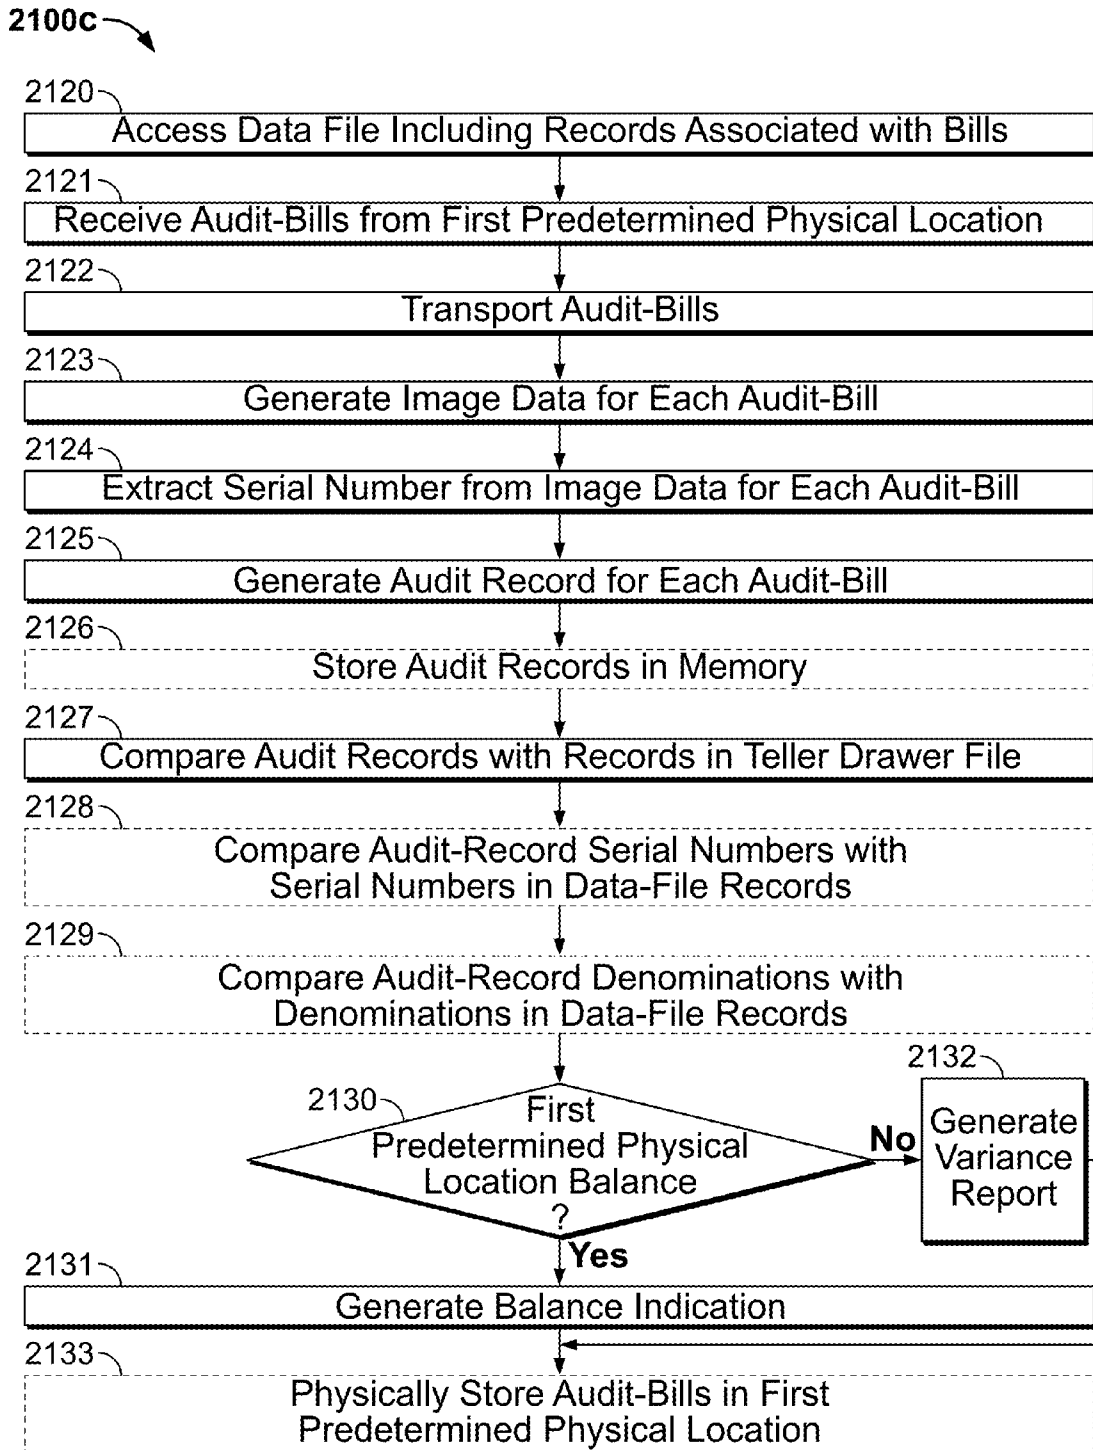 2100c
2120
Access Data File Including Records Associated with Bills
2121
Receive Audit-Bills from First Predetermined Physical Location
2122
Transport Audit-Bills
2123
Generate Image Data for Each Audit-Bill
2124
Extract Serial Number from Image Data for Each Audit-Bill
2125
Generate Audit Record for Each Audit-Bill
2126
Store Audit Records in Memory
2127
Compare Audit Records with Records in Teller Drawer File
2128
Compare Audit-Record Serial Numbers with
Serial Numbers in Data-File Records
2129
Compare Audit-Record Denominations with
Denominations in Data-File Records
2130
First
Predetermined Physical
Location Balance
?
No
2132
Generate
Variance
Report
Yes
2131
Generate Balance Indication
2133
Physically Store Audit-Bills in First
Predetermined Physical Location